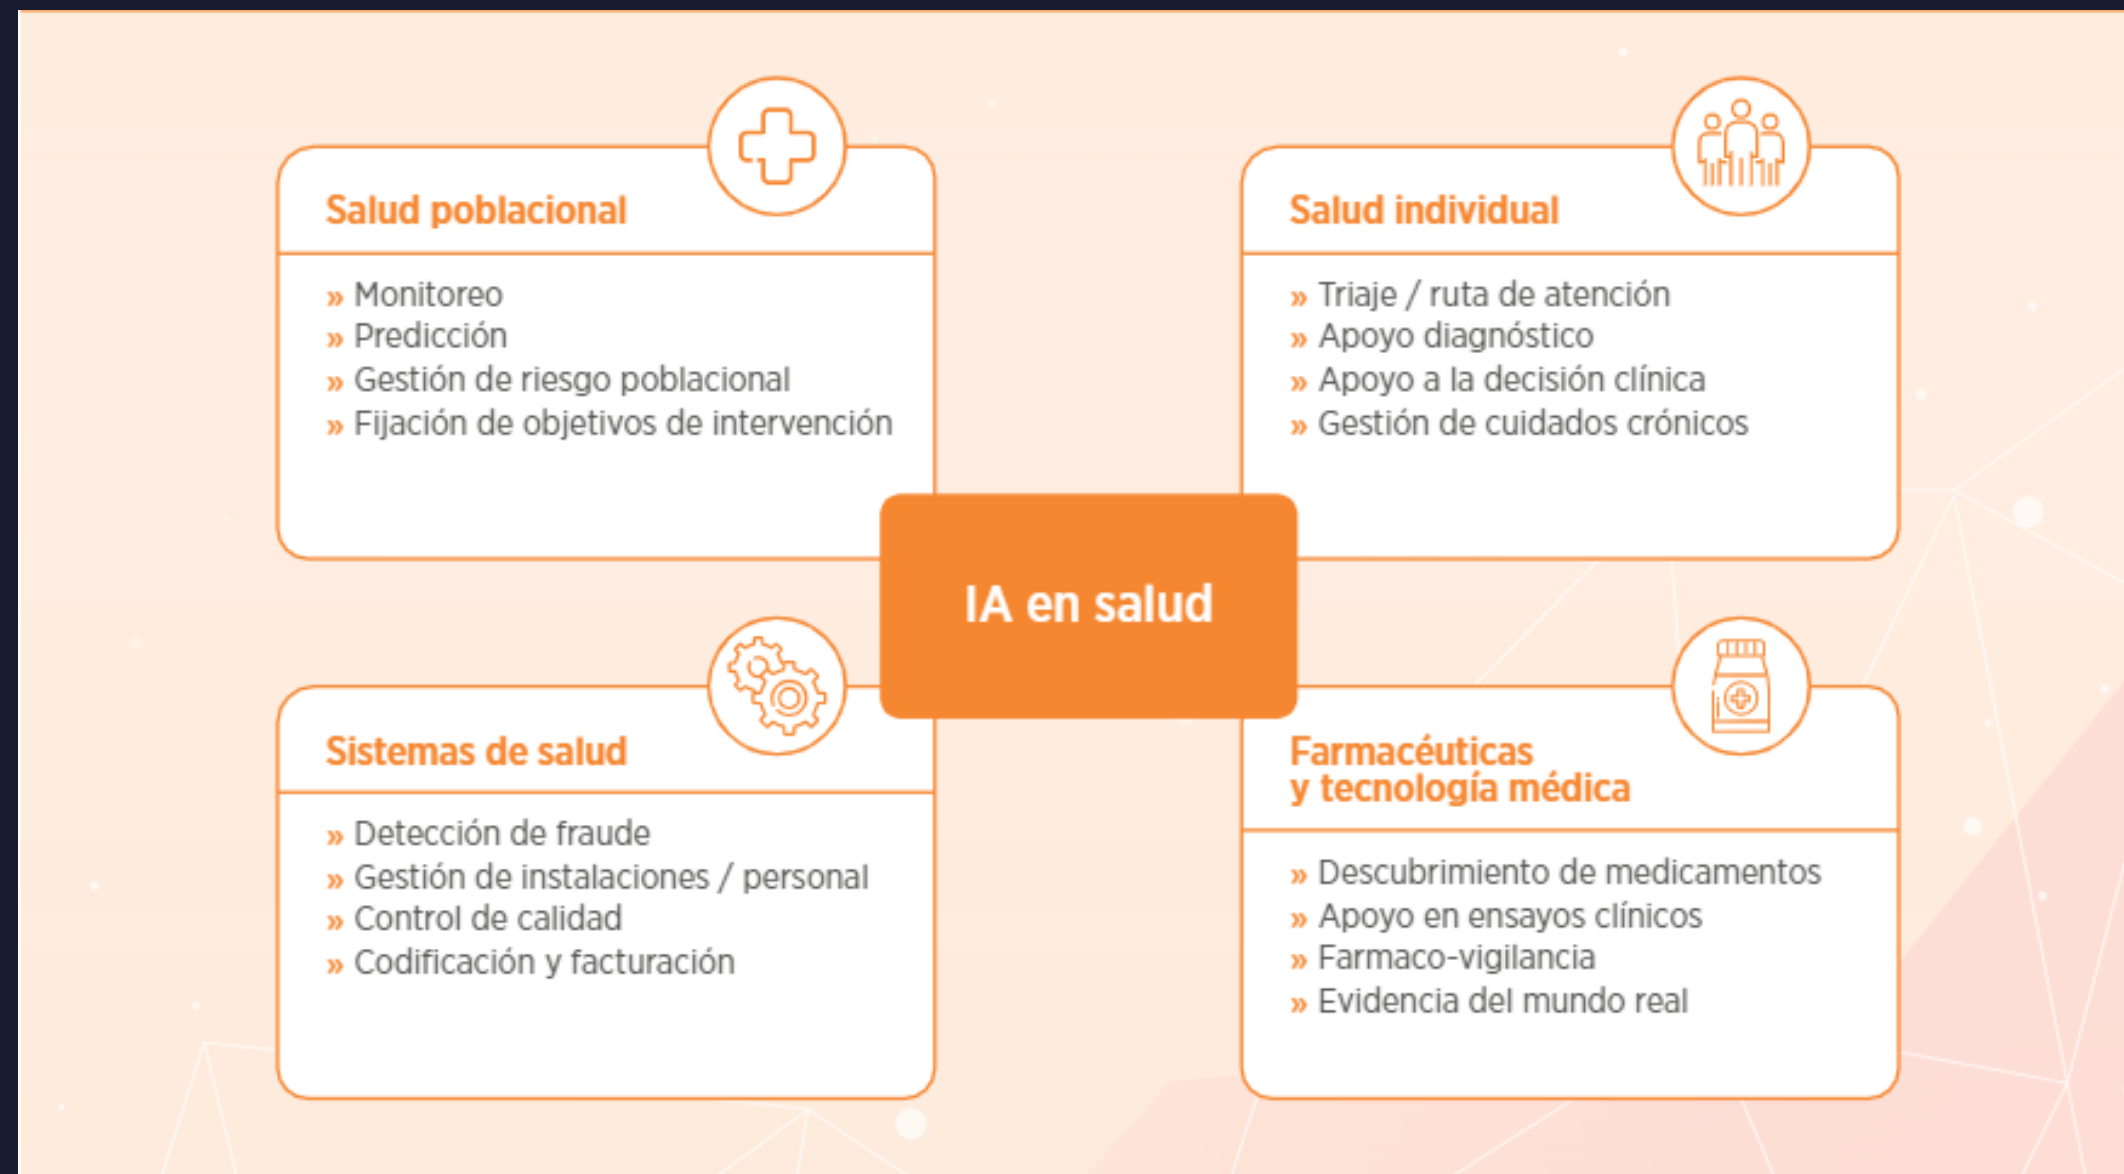 Salud poblacional
» Monitoreo
» Predicción
» Gestión de riesgo poblacional
» Fijación de objetivos de intervención
Salud individual
» Triaje / ruta de atención
» Apoyo diagnóstico
» Apoyo a la decisión clínica
» Gestión de cuidados crónicos
IA en salud
Sistemas de salud
» Detección de fraude
» Gestión de instalaciones / personal
» Control de calidad
» Codificación y facturación
Farmacéuticas
y tecnología médica
» Descubrimiento de medicamentos
» Apoyo en ensayos clínicos
» Farmaco-vigilancia
» Evidencia del mundo real